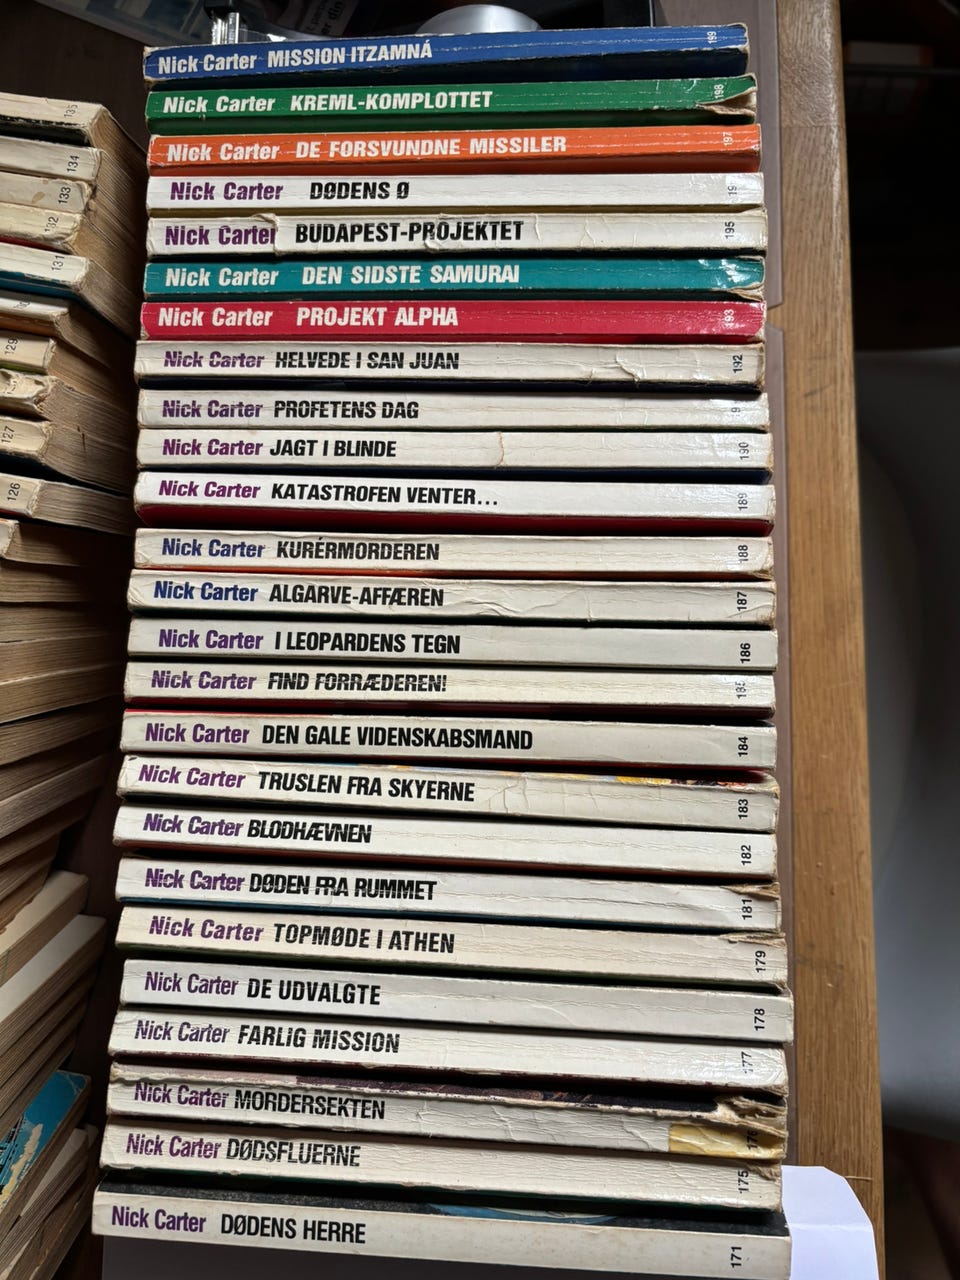 Nick Carter MISSION ITZAMNÁ 199
Nick Carter KREML-KOMPLOTTET 198
Nick Carter DE FORSVUNDNE MISSILER 197
Nick Carter DØDENS Ø 19
Nick Carter BUDAPEST-PROJEKTET 195
Nick Carter DEN SIDSTE SAMURAI
Nick Carter PROJEKT ALPHA 193
Nick Carter HELVEDE I SAN JUAN 192
Nick Carter PROFETENS DAG 9
Nick Carter JAGT I BLINDE 190
Nick Carter KATASTROFEN VENTER... 189
Nick Carter KURÉRMORDEREN 188
Nick Carter ALGARVE-AFFÆREN 187
Nick Carter I LEOPARDENS TEGN 186
Nick Carter FIND FORRÆDEREN! 185
Nick Carter DEN GALE VIDENSKABSMAND 184
Nick Carter TRUSLEN FRA SKYERNE 183
Nick Carter BLODHÆVNEN 182
Nick Carter DØDEN FRA RUMMET 181
Nick Carter TOPMØDE I ATHEN 179
Nick Carter DE UDVALGTE 178
Nick Carter FARLIG MISSION 177
Nick Carter MORDERSEKTEN 176
Nick Carter DØDSFLUERNE 175
Nick Carter DØDENS HERRE 171
135
134
133
132
131
129
127
126